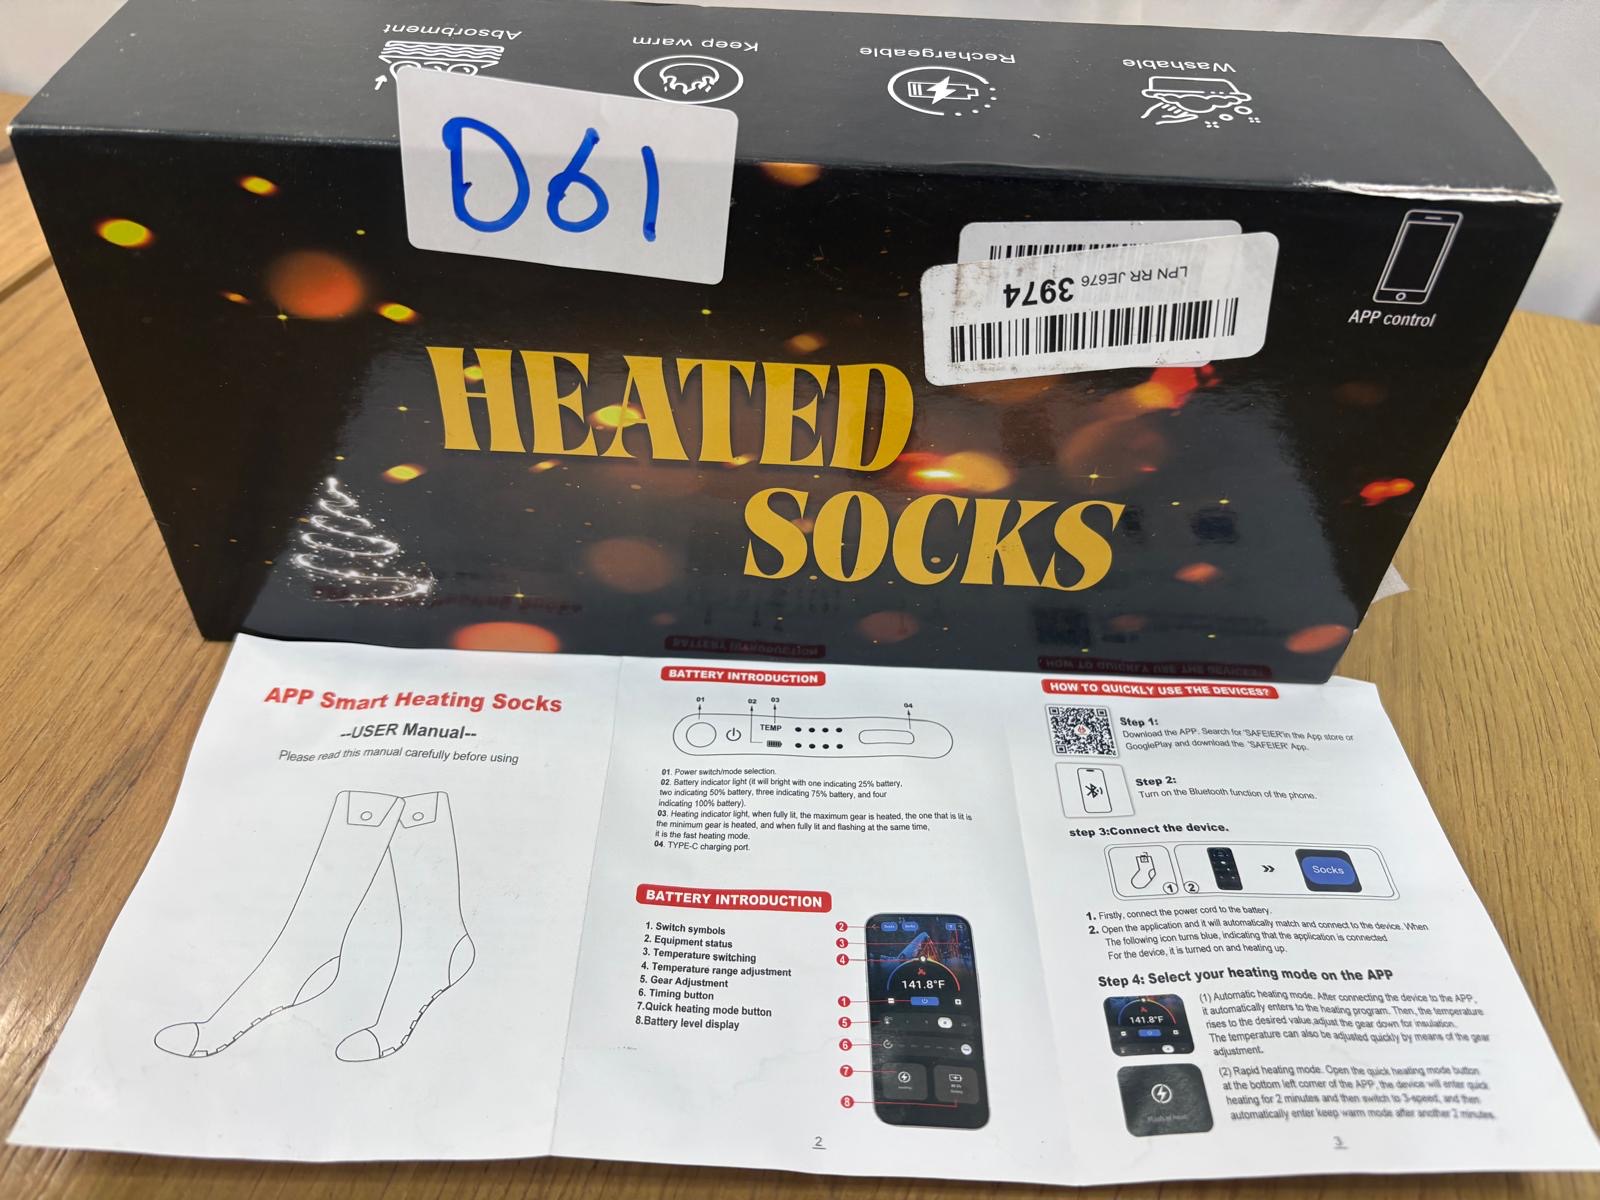 Absorbment
Keep warm
Rechargeable
Washable
D61
LPN RR JE676 3974
APP control
HEATED
SOCKS
APP Smart Heating Socks
--USER Manual--
Please read this manual carefully before using
BATTERY INTRODUCTION
01
02
03
04
TEMP
01. Power switch/mode selection.
02. Battery indicator light (it will bright with one indicating 25% battery,
two indicating 50% battery, three indicating 75% battery, and four
indicating 100% battery).
03. Heating indicator light, when fully lit, the maximum gear is heated, the one that is lit is
the minimum gear is heated, and when fully lit and flashing at the same time,
it is the fast heating mode.
04. TYPE-C charging port.
BATTERY INTRODUCTION
1. Switch symbols
2. Equipment status
3. Temperature switching
4. Temperature range adjustment
5. Gear Adjustment
6. Timing button
7.Quick heating mode button
8.Battery level display
2
3
4
141.8°F
1
5
6
7
8
2
HOW TO QUICKLY USE THE DEVICES?
Step 1:
Download the APP. Search for "SAFEIER"in the App store or
GooglePlay and download the 'SAFEIER' App.
Step 2:
Turn on the Bluetooth function of the phone.
step 3:Connect the device.
1
2
Socks
1. Firstly, connect the power cord to the battery.
2. Open the application and it will automatically match and connect to the device. When
The following icon turns blue, indicating that the application is connected
For the device, it is turned on and heating up.
Step 4: Select your heating mode on the APP
141.8°F
(1) Automatic heating mode. After connecting the device to the APP,
it automatically enters to the heating program. Then, the temperature
rises to the desired value,adjust the gear down for insulation.
The temperature can also be adjusted quickly by means of the gear
adjustment.
(2) Rapid heating mode. Open the quick heating mode button
at the bottom left corner of the APP, the device will enter quick
heating for 2 minutes and then switch to 3-speed, and then
automatically enter keep warm mode after another 2 minutes.
3